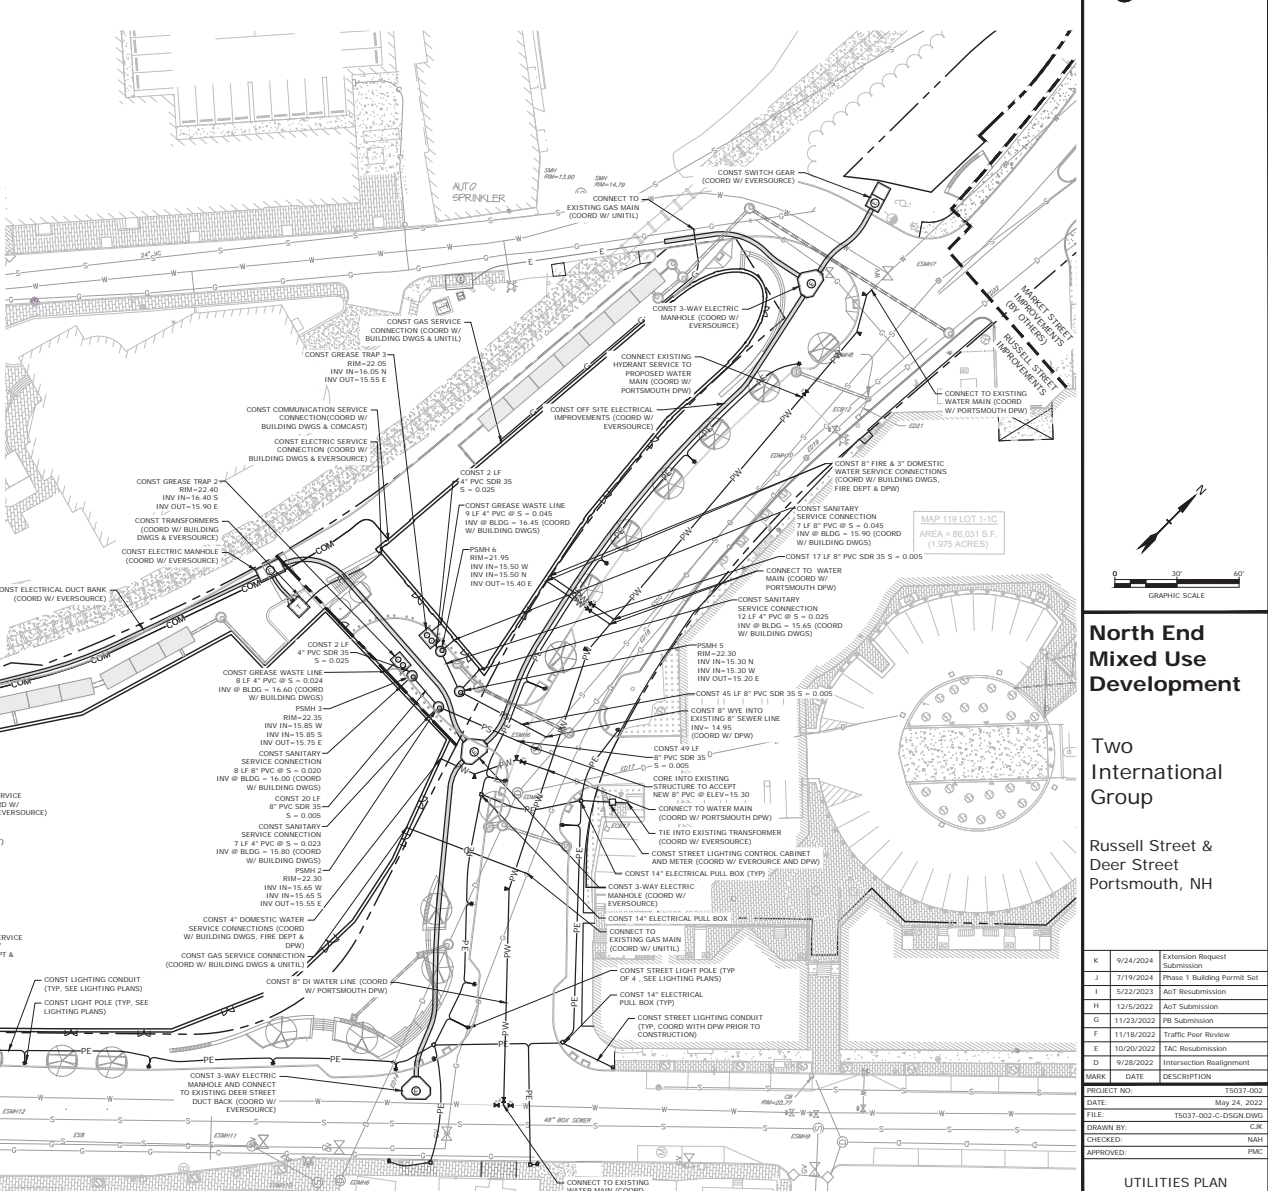 CONST SWITCH GEAR
(COORD W/ EVERSOURCE)
SMH
RIM=13.90
SMH
RIM=14.79
AUTO
SPRINKLER
CONNECT TO
EXISTING GAS MAIN
(COORD W/ UNITIL)
24" VC
ESMH7
MARKET STREET
IMPROVEMENTS
(BY OTHERS)
RUSSELL STREET
IMPROVEMENTS
CONST 3-WAY ELECTRIC
MANHOLE (COORD W/
EVERSOURCE)
CONST GAS SERVICE
CONNECTION (COORD W/
BUILDING DWGS & UNITIL)
CONST GREASE TRAP 3
RIM=22.05
INV IN=16.05 N
INV OUT=15.55 E
CONNECT EXISTING
HYDRANT SERVICE TO
PROPOSED WATER
MAIN (COORD W/
PORTSMOUTH DPW)
CONNECT TO EXISTING
WATER MAIN (COORD
W/PORTSMOUTH DPW)
CONST COMMUNICATION SERVICE
CONNECTION(COORD W/
BUILDING DWGS & COMCAST)
CONST OFF SITE ELECTRICAL
IMPROVEMENTS (COORD W/
EVERSOURCE)
CONST ELECTRIC SERVICE
CONNECTION (COORD W/
BUILDING DWGS & EVERSOURCE)
ED21
CONST 2 LF
4" PVC SDR 35
S = 0.025
CONST 8" FIRE & 3" DOMESTIC
WATER SERVICE CONNECTIONS
(COORD W/ BUILDING DWGS,
FIRE DEPT & DPW)
CONST GREASE TRAP 2
RIM=22.40
INV IN=16.40 S
INV OUT=15.90 E
CONST GREASE WASTE LINE
9 LF 4" PVC @ S = 0.045
INV @ BLDG = 16.45 (COORD
W/ BUILDING DWGS)
CONST SANITARY
SERVICE CONNECTION
7 LF 8" PVC @ S = 0.045
INV @ BLDG = 15.90 (COORD
W/ BUILDING DWGS)
MAP 119 LOT 1-1C
AREA = 86,031 S.F.
(1.975 ACRES)
CONST TRANSFORMERS
(COORD W/ BUILDING
DWGS & EVERSOURCE)
CONST ELECTRIC MANHOLE
(COORD W/ EVERSOURCE)
PSMH 6
RIM=21.95
INV IN=15.50 W
INV IN=15.50 N
INV OUT=15.40 E
CONST 17 LF 8" PVC SDR 35 S = 0.005
CONNECT TO WATER
MAIN (COORD W/
PORTSMOUTH DPW)
ONST ELECTRICAL DUCT BANK
(COORD W/ EVERSOURCE)
CONST SANITARY
SERVICE CONNECTION
12 LF 4" PVC @ S = 0.025
INV @ BLDG = 15.65 (COORD
W/ BUILDING DWGS)
CONST 2 LF
4" PVC SDR 35
S = 0.025
PSMH 5
RIM=22.30
INV IN=15.30 N
INV IN=15.30 W
INV OUT=15.20 E
CONST GREASE WASTE LINE
8 LF 4" PVC @ S = 0.024
INV @ BLDG = 16.60 (COORD
W/ BUILDING DWGS)
CONST 45 LF 8" PVC SDR 35 S = 0.005
PSMH 3
RIM=22.35
INV IN=15.85 W
INV IN=15.85 S
INV OUT=15.75 E
CONST 8" WYE INTO
EXISTING 8" SEWER LINE
INV= 14.95
(COORD W/ DPW)
CONST SANITARY
SERVICE CONNECTION
8 LF 8" PVC @ S = 0.020
INV @ BLDG = 16.00 (COORD
W/ BUILDING DWGS)
CONST 49 LF
8" PVC SDR 35
S = 0.005
CORE INTO EXISTING
STRUCTURE TO ACCEPT
NEW 8" PVC @ ELEV=15.30
CONST 20 LF
8" PVC SDR 35
S = 0.005
CONNECT TO WATER MAIN
(COORD W/ PORTSMOUTH DPW)
CONST SANITARY
SERVICE CONNECTION
7 LF 4" PVC @ S = 0.023
INV @ BLDG = 15.80 (COORD
W/ BUILDING DWGS)
TIE INTO EXISTING TRANSFORMER
(COORD W/ EVERSOURCE)
CONST STREET LIGHTING CONTROL CABINET
AND METER (COORD W/ EVEROURCE AND DPW)
CONST 14" ELECTRICAL PULL BOX (TYP)
PSMH 2
RIM=22.30
INV IN=15.65 W
INV IN=15.65 S
INV OUT=15.55 E
CONST 3-WAY ELECTRIC
MANHOLE (COORD W/
EVERSOURCE)
CONST 4" DOMESTIC WATER
SERVICE CONNECTIONS (COORD
W/ BUILDING DWGS, FIRE DEPT &
DPW)
CONST 14" ELECTRICAL PULL BOX
CONNECT TO
EXISTING GAS MAIN
(COORD W/ UNITIL)
CONST GAS SERVICE CONNECTION
(COORD W/ BUILDING DWGS & UNITIL)
CONST LIGHTING CONDUIT
(TYP, SEE LIGHTING PLANS)
CONST 8" DI WATER LINE (COORD
W/ PORTSMOUTH DPW)
CONST STREET LIGHT POLE (TYP
OF 4 , SEE LIGHTING PLANS)
CONST LIGHT POLE (TYP, SEE
LIGHTING PLANS)
CONST 14" ELECTRICAL
PULL BOX (TYP)
CONST STREET LIGHTING CONDUIT
(TYP, COORD WITH DPW PRIOR TO
CONSTRUCTION)
CONST 3-WAY ELECTRIC
MANHOLE AND CONNECT
TO EXISTING DEER STREET
DUCT BACK (COORD W/
EVERSOURCE)
ESMH12
ES8
ESMH11
48" BOX SEWER
CB
RIM=20.77
ESMH9
EDMH6
CONNECT TO EXISTING
WATER MAIN (COORD
N
0 30' 60'
GRAPHIC SCALE
North End
Mixed Use
Development
Two
International
Group
Russell Street &
Deer Street
Portsmouth, NH
K 9/24/2024 Extension Request
Submission
J 7/19/2024 Phase 1 Building Permit Set
I 5/22/2023 AoT Resubmission
H 12/5/2022 AoT Submission
G 11/23/2022 PB Submission
F 11/18/2022 Traffic Peer Review
E 10/20/2022 TAC Resubmission
D 9/28/2022 Intersection Realignment
MARK DATE DESCRIPTION
PROJECT NO: T5037-002
DATE: May 24, 2022
FILE: T5037-002-C-DSGN.DWG
DRAWN BY: CJK
CHECKED: NAH
APPROVED: PMC
UTILITIES PLAN